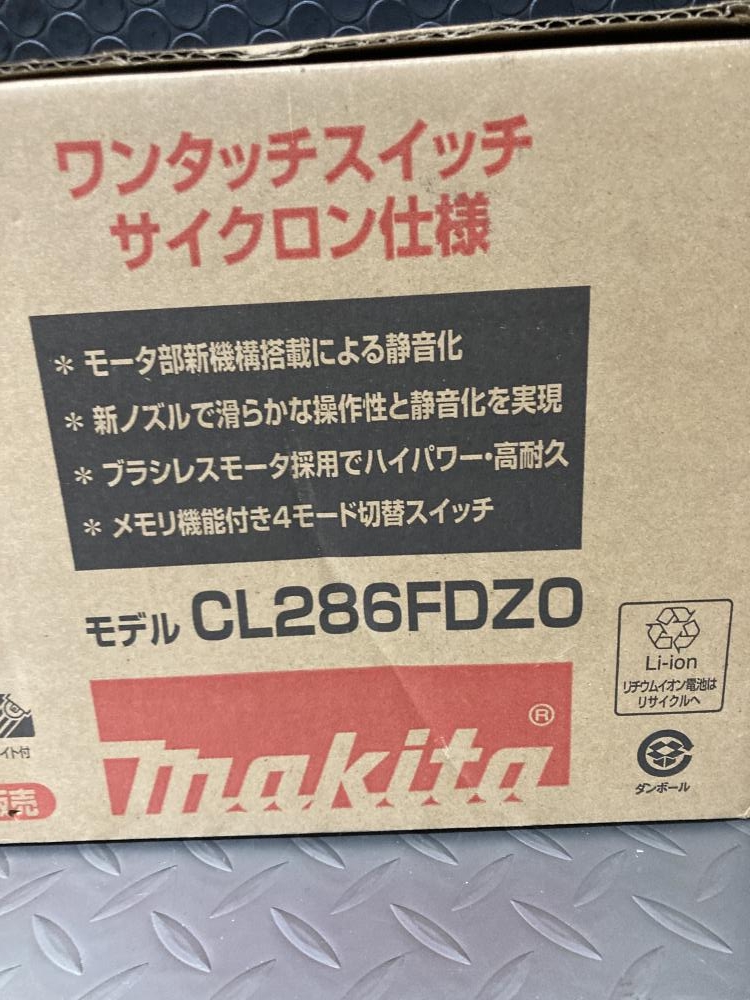 ワンタッチスイッチ
サイクロン仕様
* モータ部新機構搭載による静音化
* 新ノズルで滑らかな操作性と静音化を実現
* ブラシレスモータ採用でハイパワー・高耐久
* メモリ機能付き4モード切替スイッチ
モデル CL286FDZO
makita®
イト付
売
Li-ion
リチウムイオン電池は
リサイクルへ
ダンボール